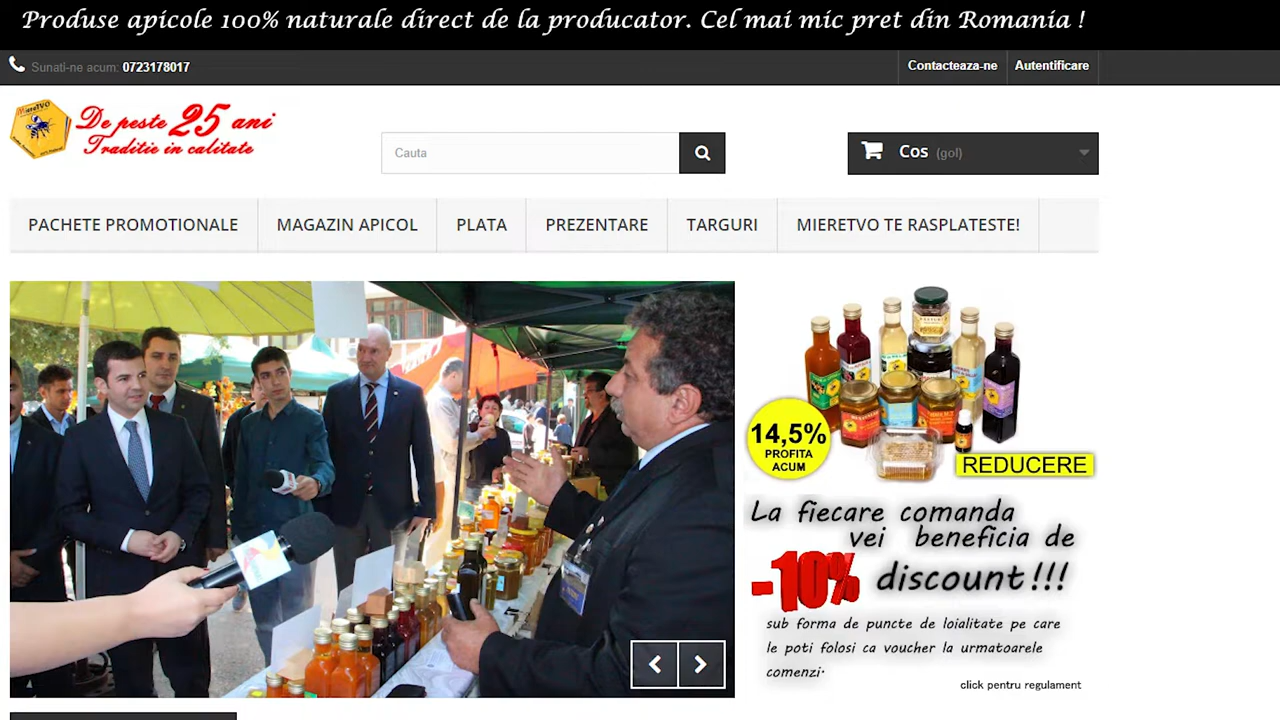 Produse apicole 100% naturale direct de la producator. Cel mai mic pret din Romania !
Sunati-ne acum: 0723178017
Contacteaza-ne
Autentificare
MiereTVO
De peste 25 ani
Traditie in calitate
Cauta
Cos (gol)
PACHETE PROMOTIONALE
MAGAZIN APICOL
PLATA
PREZENTARE
TARGURI
MIERETVO TE RASPLATESTE!
14,5%
PROFITA
ACUM
REDUCERE
La fiecare comanda
vei beneficia de
-10% discount!!!
sub forma de puncte de loialitate pe care
le poti folosi ca voucher la urmatoarele
comenzi.
click pentru regulament